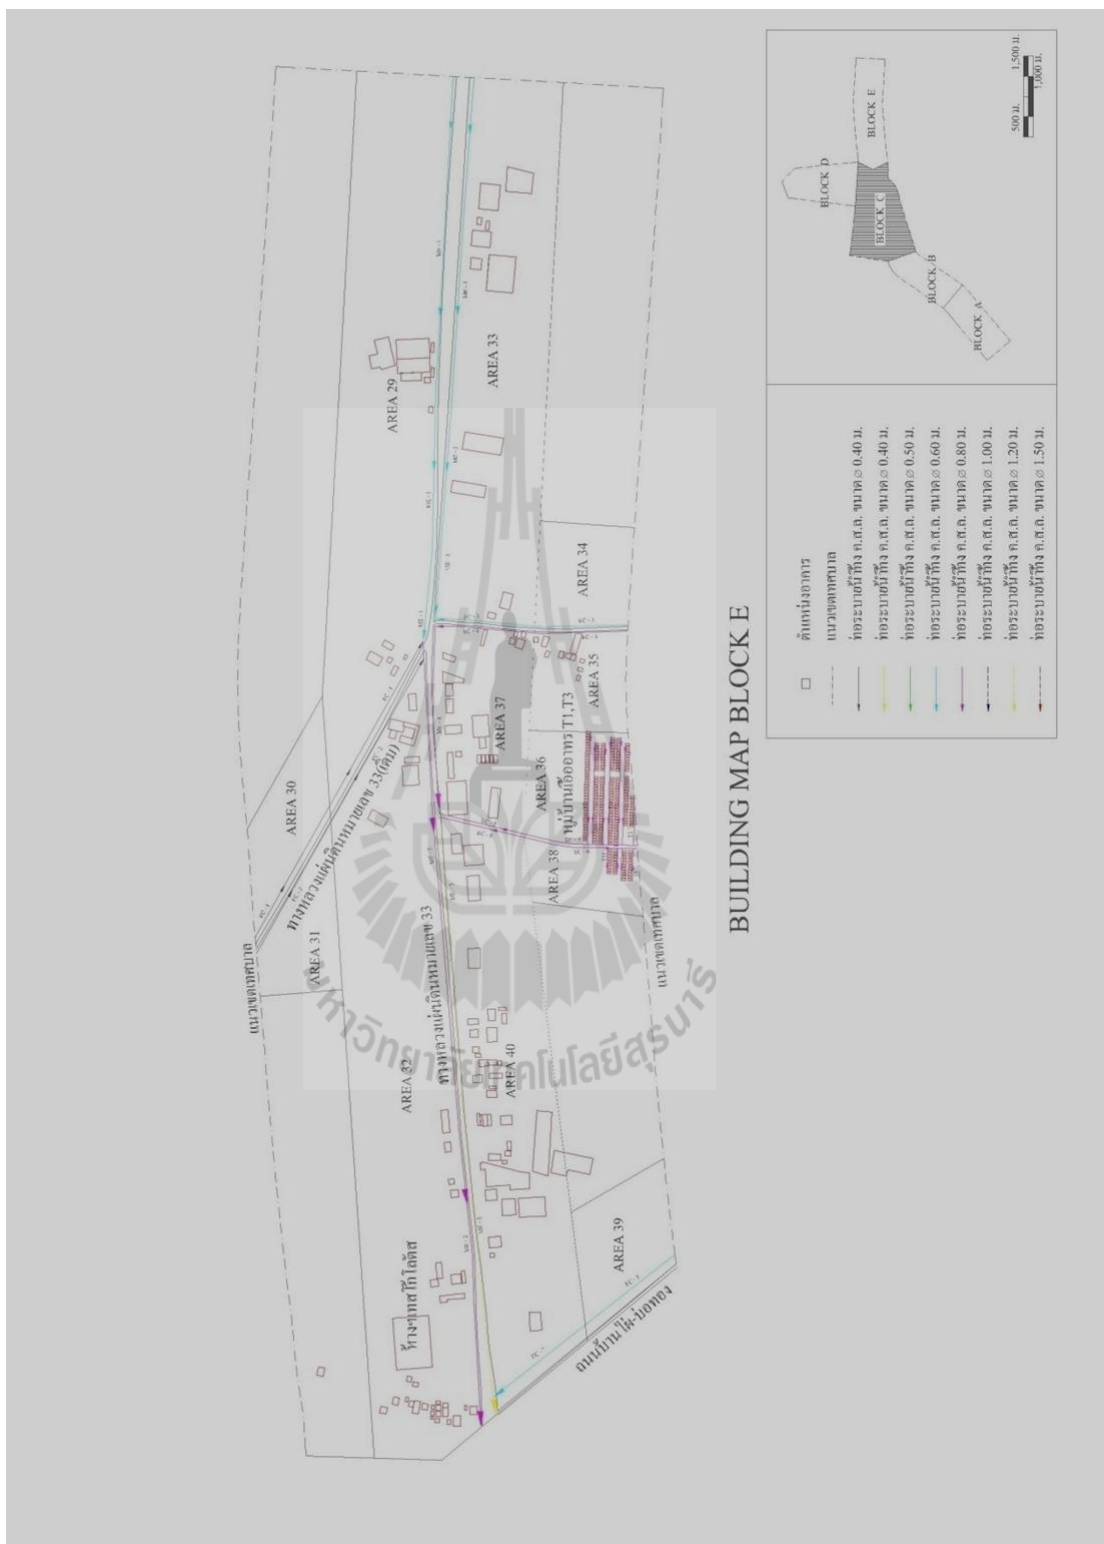 BUILDING MAP BLOCK E
แนวเขตเทศบาล
AREA 30
AREA 31
ทางหลวงแผ่นดินหมายเลข 33(เดิม)
AREA 29
AREA 32
ทางหลวงแผ่นดินหมายเลข 33
AREA 33
AREA 34
AREA 35
AREA 36
หมู่บ้านเอื้ออาทร T1,T3
AREA 37
AREA 38
AREA 39
AREA 40
แนวเขตเทศบาล
ถนนบ้านไผ่-บ่อทอง
มหาวิทยาลัยเทคโนโลยีสุรนารี
ตำแหน่งอาคาร
แนวเขตเทศบาล
ท่อระบายน้ำทิ้ง ค.ส.ล. ขนาด ⌀ 0.40 ม.
ท่อระบายน้ำทิ้ง ค.ส.ล. ขนาด ⌀ 0.40 ม.
ท่อระบายน้ำทิ้ง ค.ส.ล. ขนาด ⌀ 0.50 ม.
ท่อระบายน้ำทิ้ง ค.ส.ล. ขนาด ⌀ 0.60 ม.
ท่อระบายน้ำทิ้ง ค.ส.ล. ขนาด ⌀ 0.80 ม.
ท่อระบายน้ำทิ้ง ค.ส.ล. ขนาด ⌀ 1.00 ม.
ท่อระบายน้ำทิ้ง ค.ส.ล. ขนาด ⌀ 1.20 ม.
ท่อระบายน้ำทิ้ง ค.ส.ล. ขนาด ⌀ 1.50 ม.
BLOCK A
BLOCK B
BLOCK C
BLOCK D
BLOCK E
500 ม.
1,500 ม.
1,000 ม.